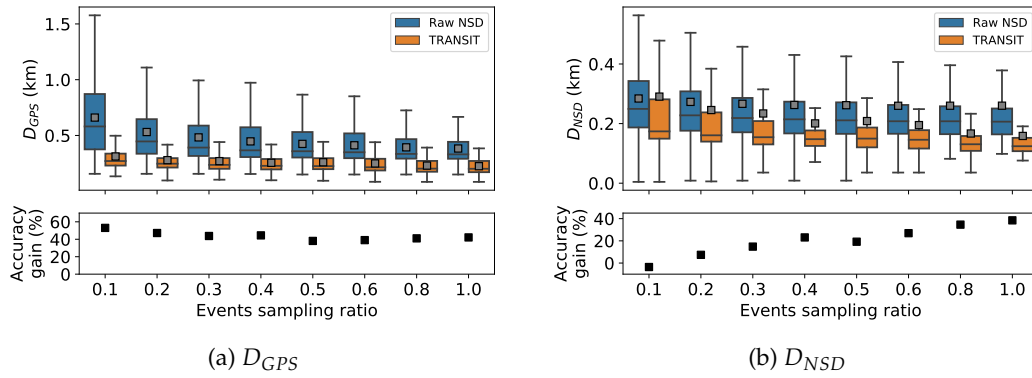 1.5
1.0
0.5
D_GPS (km)
Raw NSD
TRANSIT
60
40
20
0
Accuracy
gain (%)
0.1 0.2 0.3 0.4 0.5 0.6 0.8 1.0
Events sampling ratio
(a) D_GPS
0.4
0.2
0.0
D_NSD (km)
Raw NSD
TRANSIT
40
20
0
Accuracy
gain (%)
0.1 0.2 0.3 0.4 0.5 0.6 0.8 1.0
Events sampling ratio
(b) D_NSD